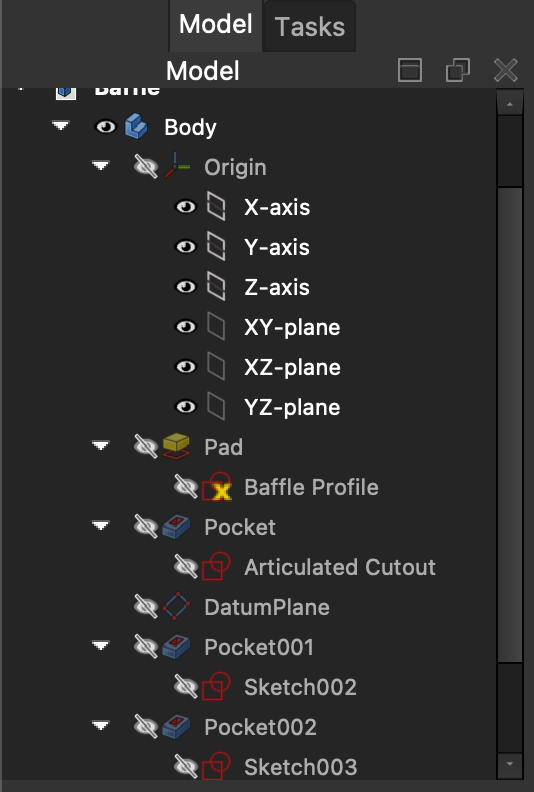 Model
Tasks
Model
Baffle
Body
Origin
X-axis
Y-axis
Z-axis
XY-plane
XZ-plane
YZ-plane
Pad
Baffle Profile
Pocket
Articulated Cutout
DatumPlane
Pocket001
Sketch002
Pocket002
Sketch003